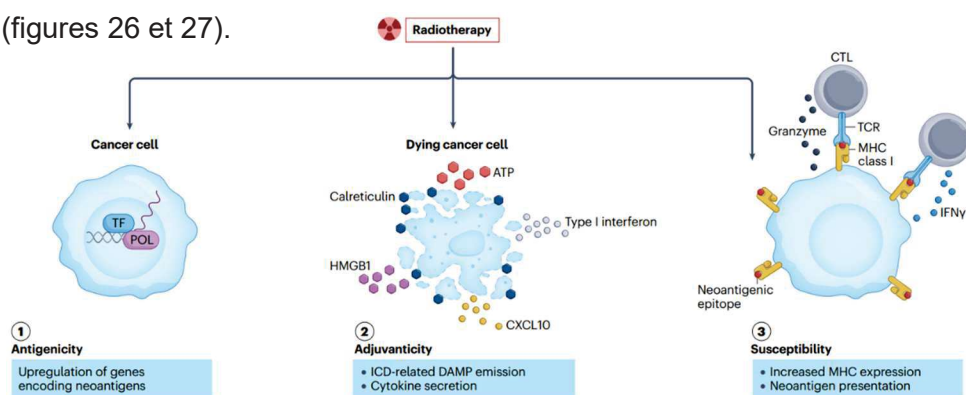 (figures 26 et 27).
Radiotherapy
Cancer cell
TF
POL
1
Antigenicity
Upregulation of genes
encoding neoantigens
Dying cancer cell
ATP
Calreticulin
Type I interferon
HMGB1
CXCL10
2
Adjuvanticity
• ICD-related DAMP emission
• Cytokine secretion
CTL
Granzyme
TCR
MHC
class I
IFNγ
Neoantigenic
epitope
3
Susceptibility
• Increased MHC expression
• Neoantigen presentation